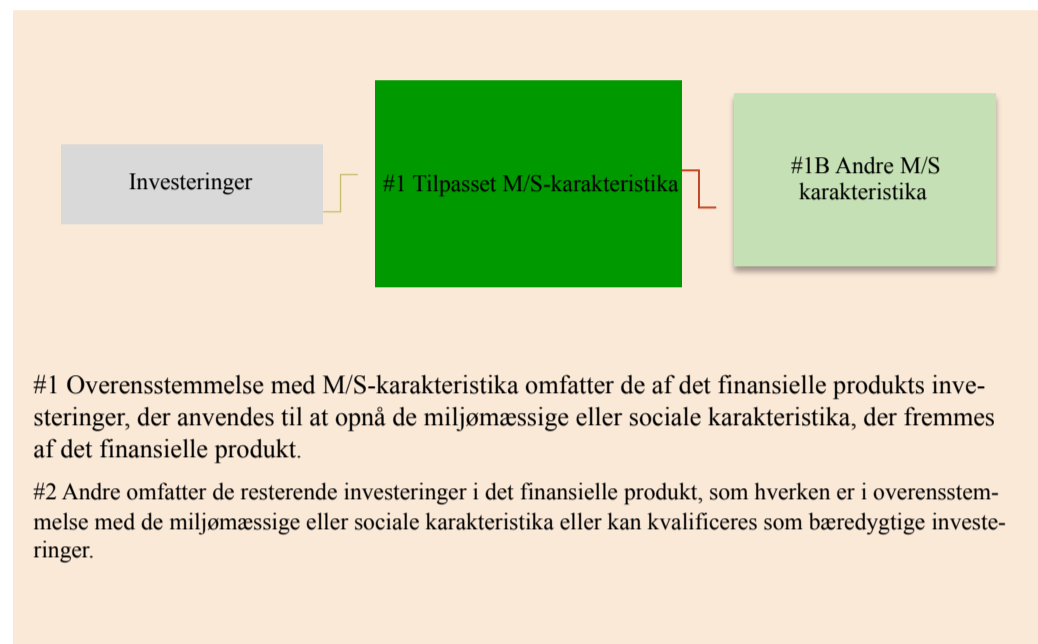 Investeringer
#1 Tilpasset M/S-karakteristika
#1B Andre M/S
karakteristika
#1 Overensstemmelse med M/S-karakteristika omfatter de af det finansielle produkts inve-
steringer, der anvendes til at opnå de miljømæssige eller sociale karakteristika, der fremmes
af det finansielle produkt.
#2 Andre omfatter de resterende investeringer i det finansielle produkt, som hverken er i overensstem-
melse med de miljømæssige eller sociale karakteristika eller kan kvalificeres som bæredygtige investe-
ringer.